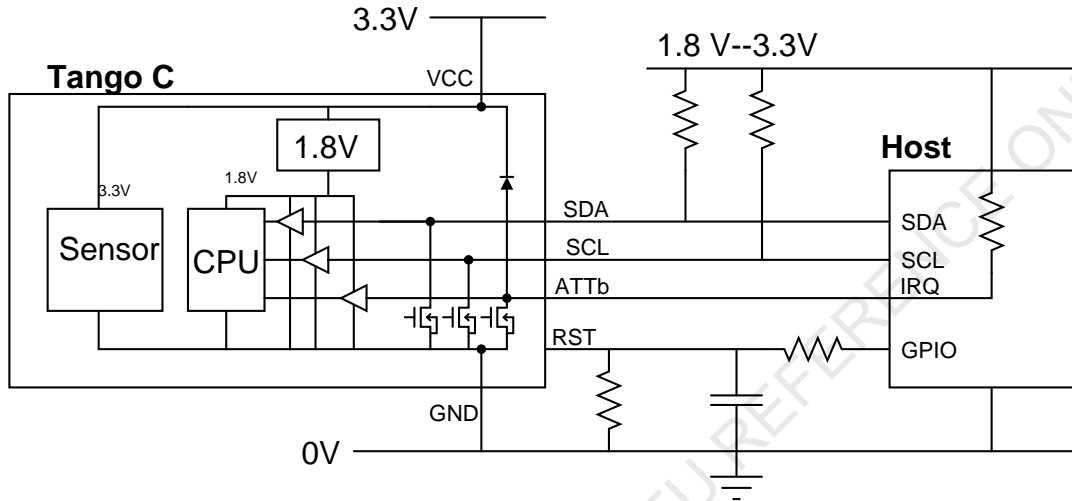 3.3V
1.8 V--3.3V
Tango C
VCC
1.8V
Host
3.3V
1.8V
SDA
SDA
Sensor
CPU
SCL
SCL
ATTb
IRQ
RST
GPIO
GND
0V
REFERENCE